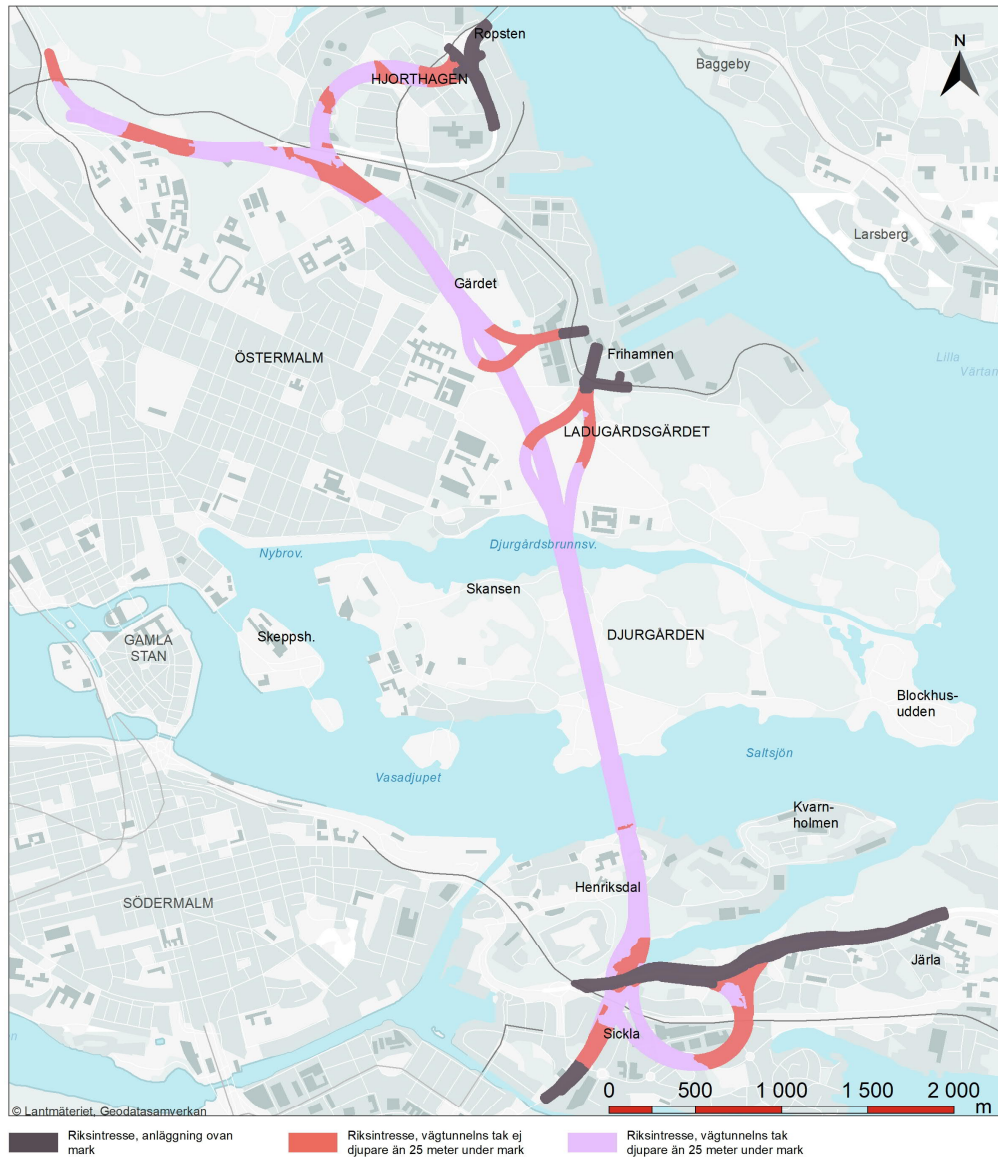 Ropsten
N
Baggeby
HJORTHAGEN
Larsberg
Gärdet
ÖSTERMALM
Frihamnen
Lilla
Värtan
LADUGÅRDSGÄRDET
Nybrov.
Djurgårdsbrunnsv.
Skansen
Skeppsh.
DJURGÅRDEN
GAMLA
STAN
Blockhus-
udden
Saltsjön
Vasadjupet
Kvarn-
holmen
Henriksdal
SÖDERMALM
Järla
Sickla
0 500 1 000 1 500 2 000
m
© Lantmäteriet, Geodatasamverkan
Riksintresse, anläggning ovan
mark
Riksintresse, vägtunnelns tak ej
djupare än 25 meter under mark
Riksintresse, vägtunnelns tak
djupare än 25 meter under mark